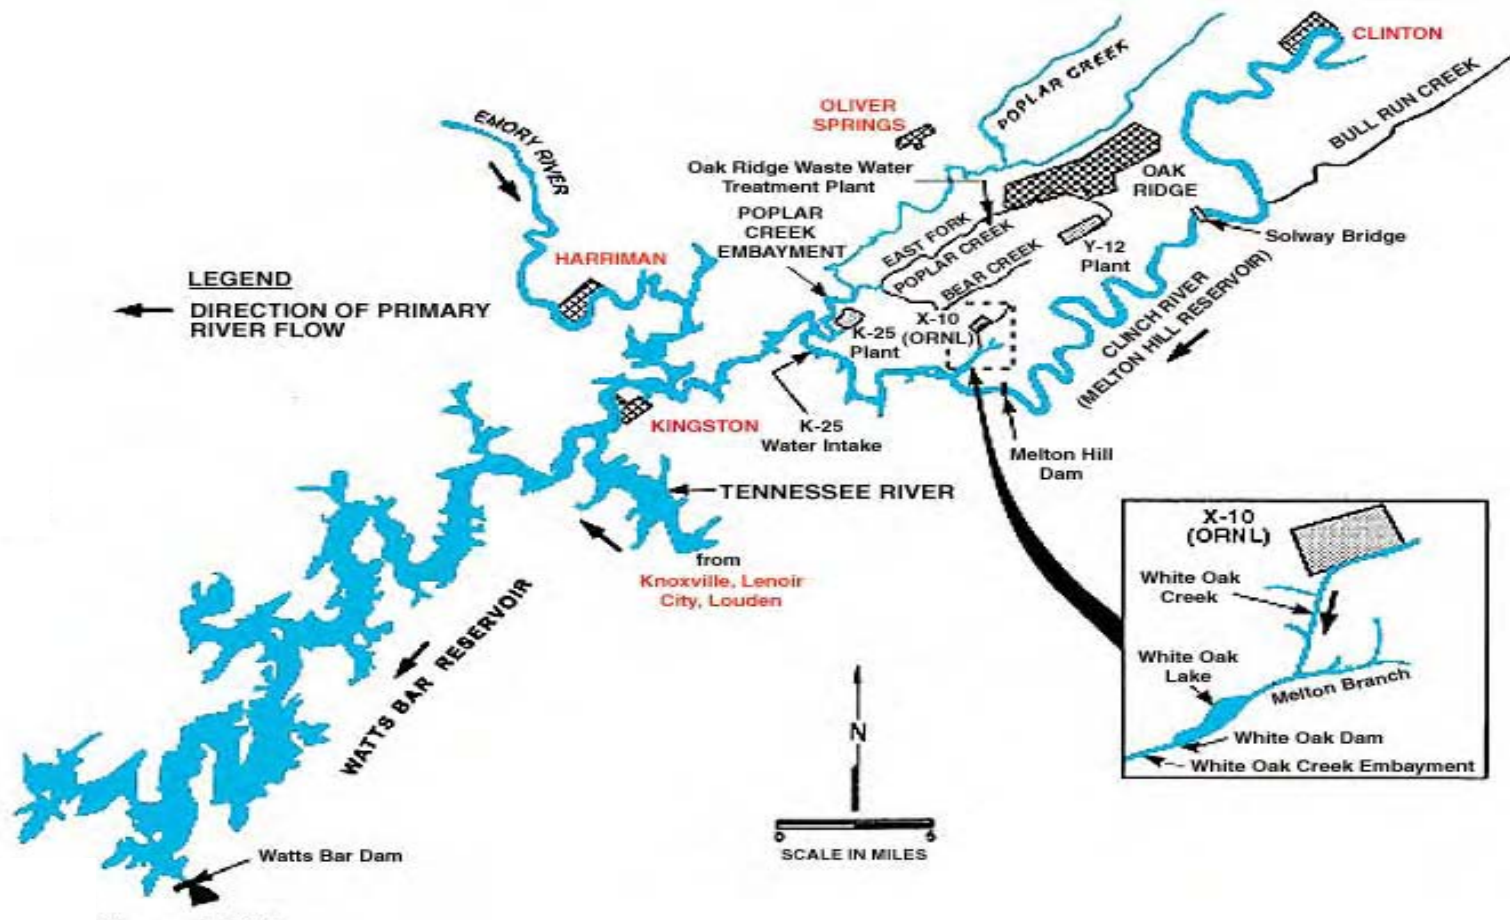 CLINTON
POPLAR CREEK
BULL RUN CREEK
OLIVER
SPRINGS
EMORY RIVER
Oak Ridge Waste Water
Treatment Plant
OAK
RIDGE
POPLAR
CREEK
EMBAYMENT
EAST FORK
POPLAR CREEK
BEAR CREEK
Y-12
Plant
Solway Bridge
HARRIMAN
LEGEND
DIRECTION OF PRIMARY
RIVER FLOW
K-25
Plant
X-10
(ORNL)
CLINCH RIVER
(MELTON HILL RESERVOIR)
KINGSTON
K-25
Water Intake
Melton Hill
Dam
TENNESSEE RIVER
from
Knoxville, Lenoir
City, Louden
WATTS BAR RESERVOIR
X-10
(ORNL)
White Oak
Creek
White Oak
Lake
Melton Branch
White Oak Dam
White Oak Creek Embayment
N
SCALE IN MILES
Watts Bar Dam